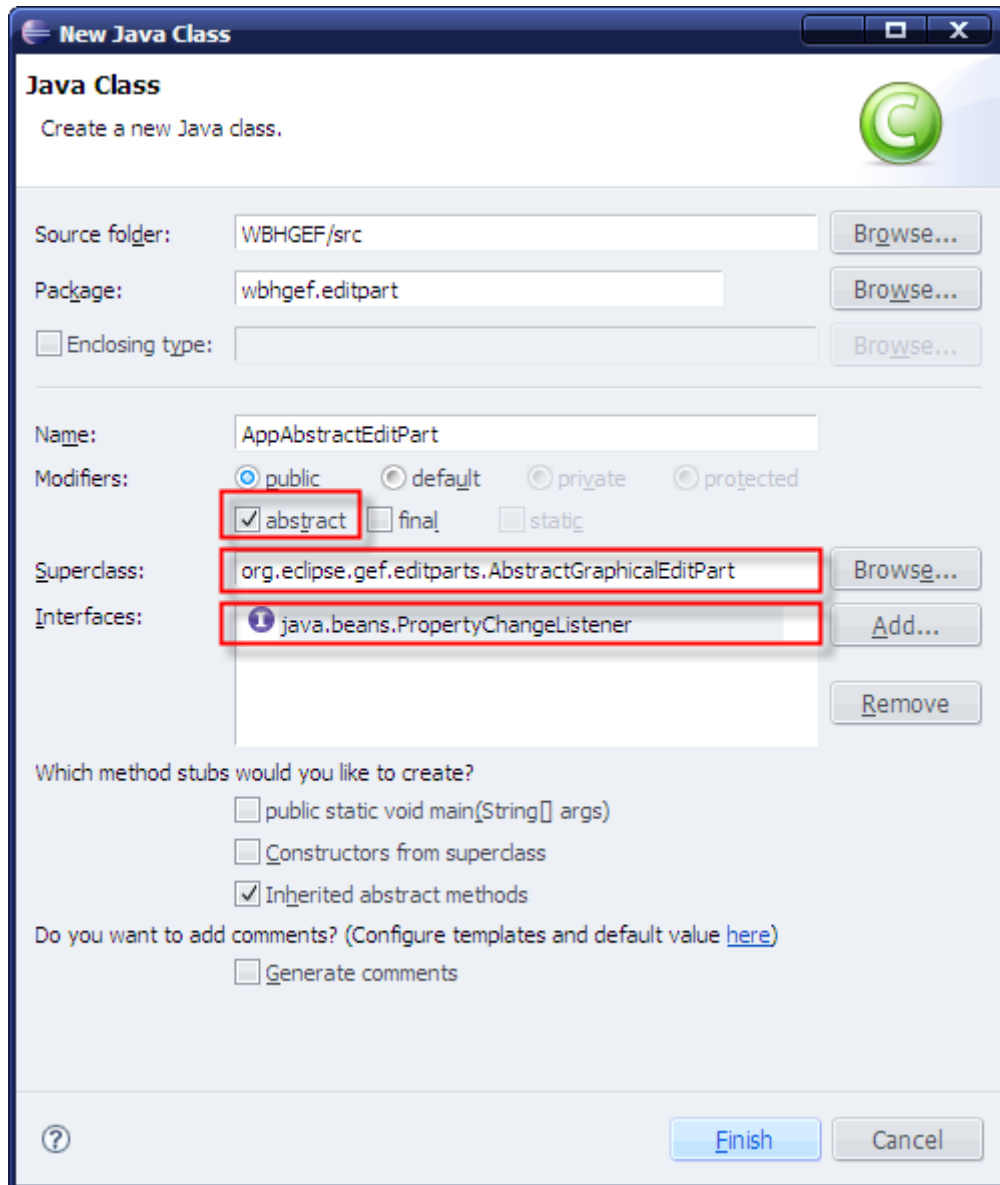 New Java Class
Java Class
Create a new Java class.
Source folder: WBHGEF/src Browse...
Package: wbhgef.editpart Browse...
Enclosing type: Browse...
Name: AppAbstractEditPart
Modifiers: public default private protected
abstract final static
Superclass: org.eclipse.gef.editparts.AbstractGraphicalEditPart Browse...
Interfaces: java.beans.PropertyChangeListener Add...
Remove
Which method stubs would you like to create?
public static void main(String[] args)
Constructors from superclass
Inherited abstract methods
Do you want to add comments? (Configure templates and default value here)
Generate comments
Finish Cancel